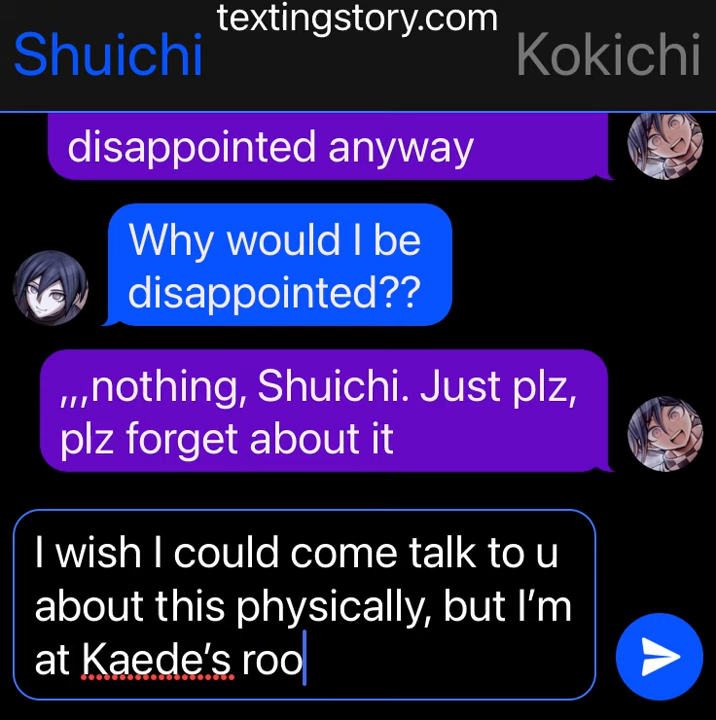 textingstory.com
Shuichi
Kokichi
disappointed anyway
Why would I be
disappointed??
,,,nothing, Shuichi. Just plz,
plz forget about it
I wish I could come talk to u
about this physically, but I’m
at Kaede’s roo